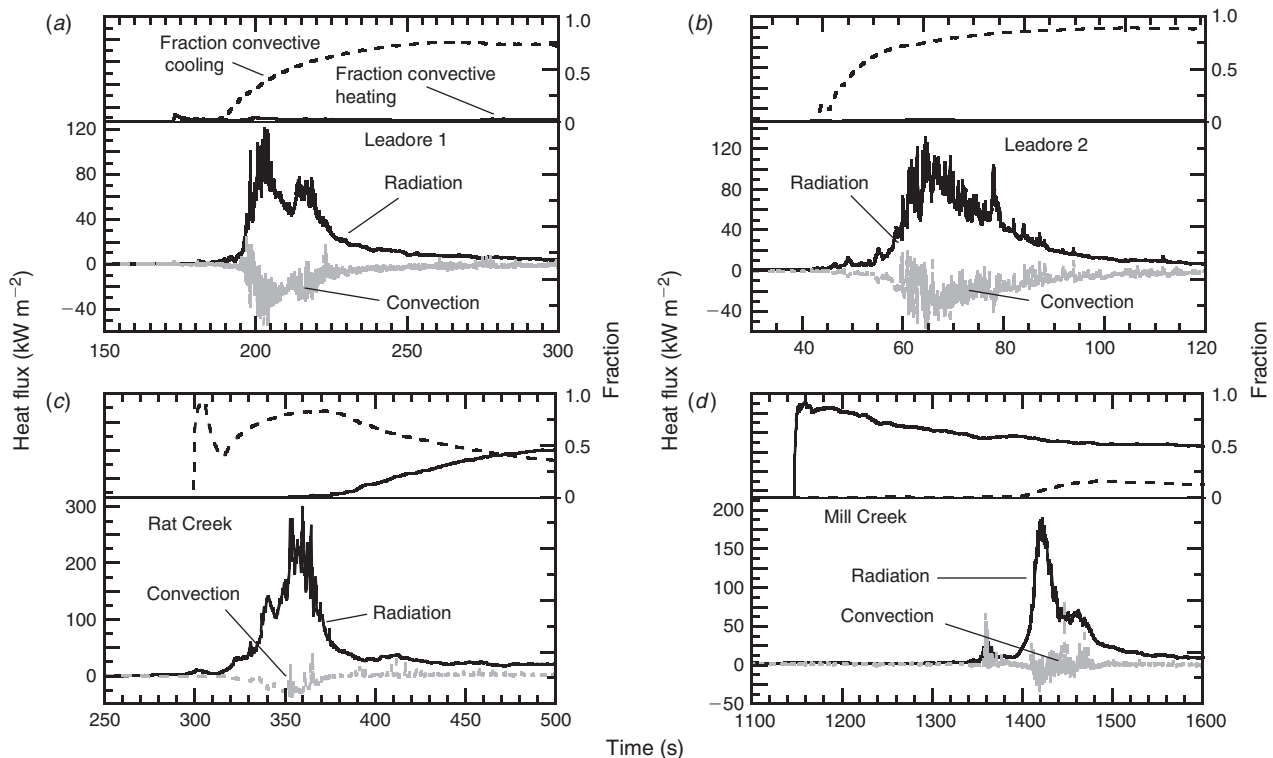 (a)
1.0
Fraction convective
cooling
Fraction convective
heating
0.5
0
Leadore 1
120
80
40
0
−40
Radiation
Convection
150 200 250 300
(b)
1.0
0.5
0
Leadore 2
120
80
40
0
−40
Radiation
Convection
40 60 80 100 120
Heat flux (kW m−2)
Fraction
Heat flux (kW m−2)
Fraction
(c)
1.0
0.5
0
Rat Creek
300
200
100
0
Convection
Radiation
250 300 350 400 450 500
(d)
1.0
0.5
0
Mill Creek
200
150
100
50
0
−50
Radiation
Convection
1100 1200 1300 1400 1500 1600
Time (s)